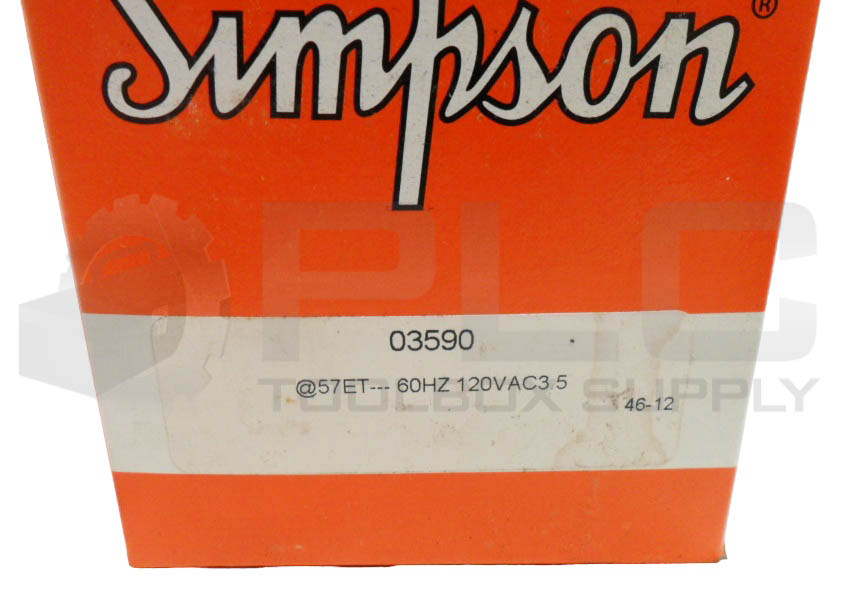 Simpson®
PLC
TOOLBOX SUPPLY
03590
@57ET--- 60HZ 120VAC3.5
46-12